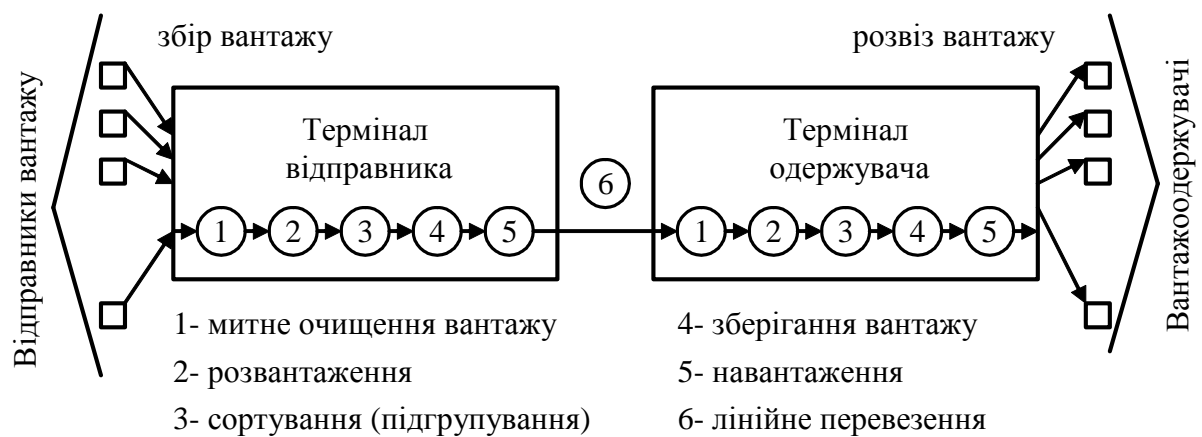 збір вантажу
розвіз вантажу
Відправники вантажу
Термінал
відправника
1
2
3
4
5
6
Термінал
одержувача
1
2
3
4
5
Вантажоодержувачі
1- митне очищення вантажу
2- розвантаження
3- сортування (підгрупування)
4- зберігання вантажу
5- навантаження
6- лінійне перевезення